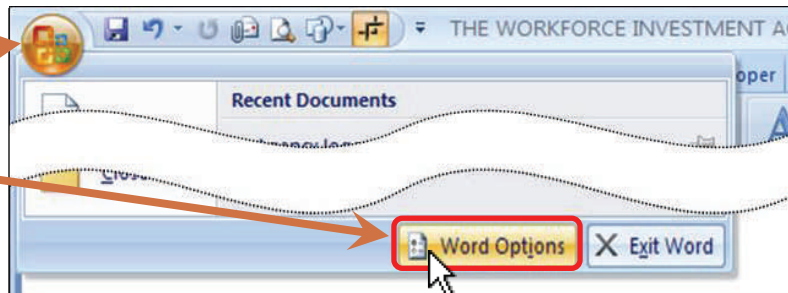 THE WORKFORCE INVESTMENT
oper
Recent Documents
Word Options Exit Word